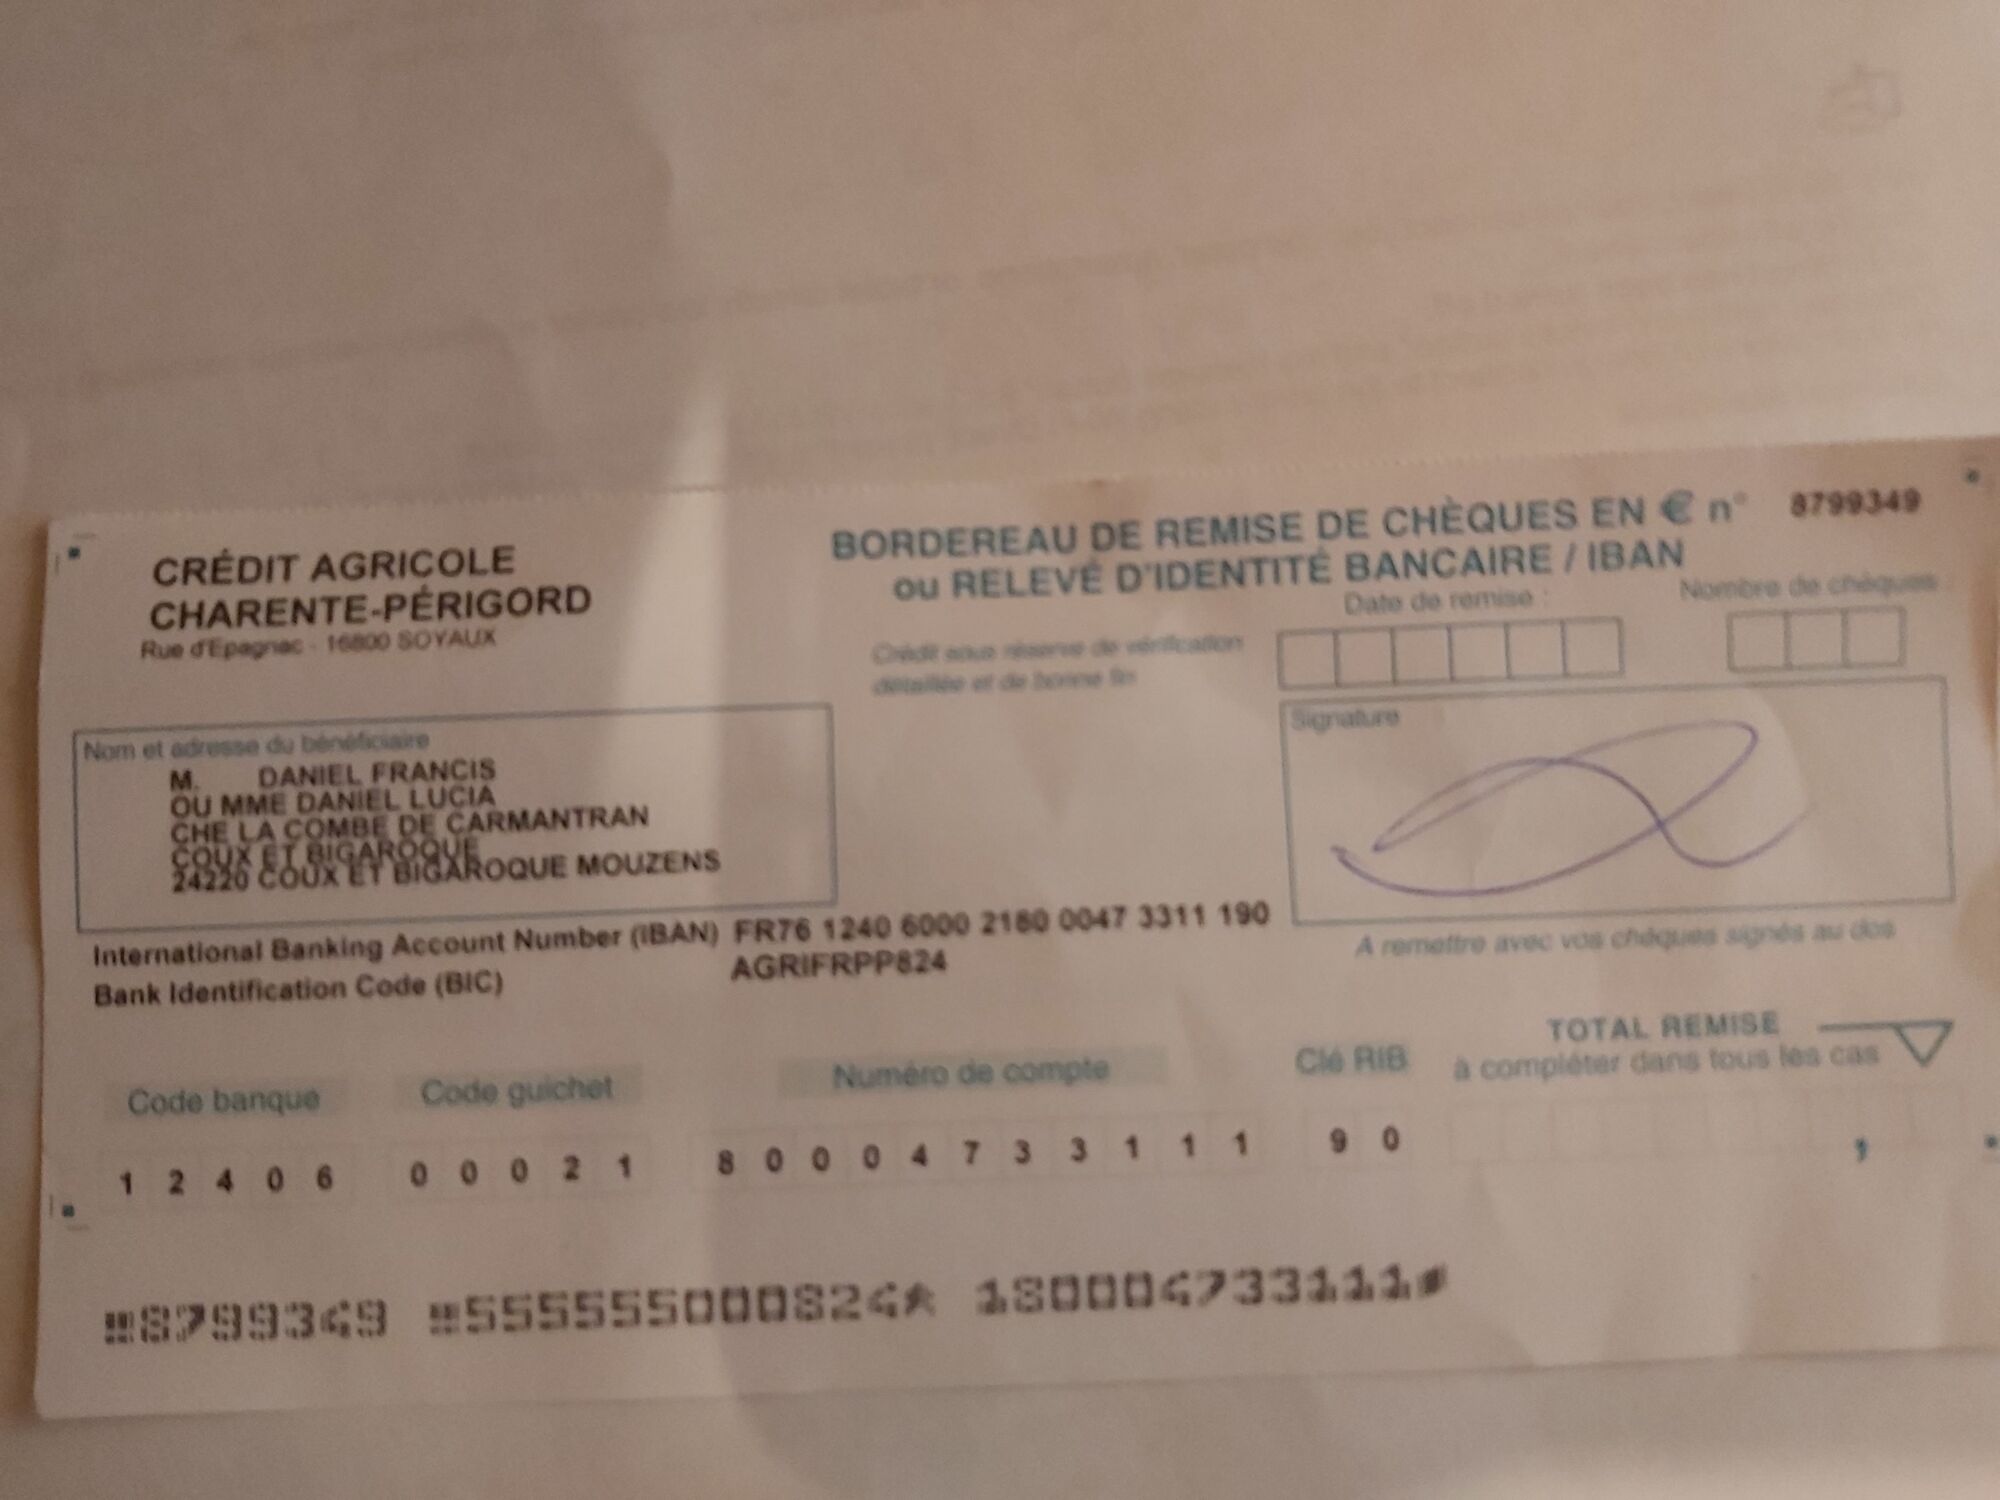 CRÉDIT AGRICOLE
CHARENTE-PÉRIGORD
Rue d'Epagnac - 16800 SOYAUX
BORDEREAU DE REMISE DE CHÈQUES EN € n° 8799349
ou RELEVÉ D'IDENTITÉ BANCAIRE / IBAN
Date de remise :
Nombre de chèques
Crédit sous réserve de vérification
détaillée et de bonne fin
Signature
Nom et adresse du bénéficiaire
M. DANIEL FRANCIS
OU MME DANIEL LUCIA
CHE LA COMBE DE CARMANTRAN
COUX ET BIGAROQUE
24220 COUX ET BIGAROQUE MOUZENS
International Banking Account Number (IBAN) FR76 1240 6000 2180 0047 3311 190
Bank Identification Code (BIC) AGRIFRPP824
A remettre avec vos chèques signés au dos
TOTAL REMISE
à compléter dans tous les cas
Code banque Code guichet Numéro de compte Clé RIB
1 2 4 0 6 0 0 0 2 1 8 0 0 0 4 7 3 3 1 1 1 9 0 ,
8799349 555555000824 180004733111